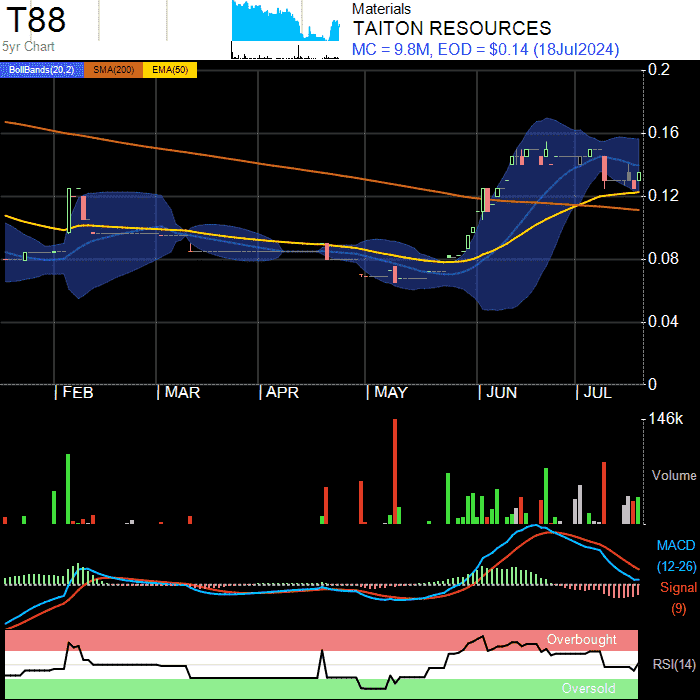 T88
5yr Chart
Materials
TAITON RESOURCES
MC = 9.8M, EOD = $0.14 (18Jul2024)
BollBands(20,2) SMA(200) EMA(50)
0.2
0.16
0.12
0.08
0.04
0
FEB MAR APR MAY JUN JUL
146k
Volume
MACD
(12-26)
Signal
(9)
Overbought
RSI(14)
Oversold